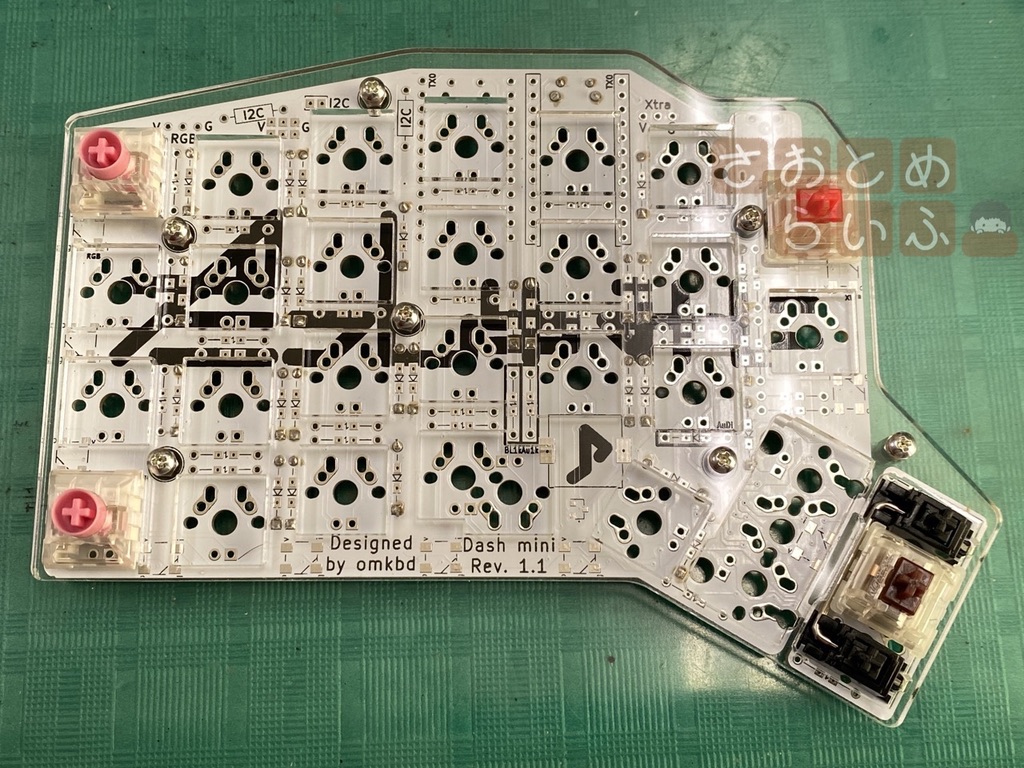 TX0
TX0
I2C
I2C
I2C
Xtra
V G
V G
V
RGB
さおとめ
らいふ
RGB
AuDi
Designed
by omkbd
Dash mini
Rev. 1.1